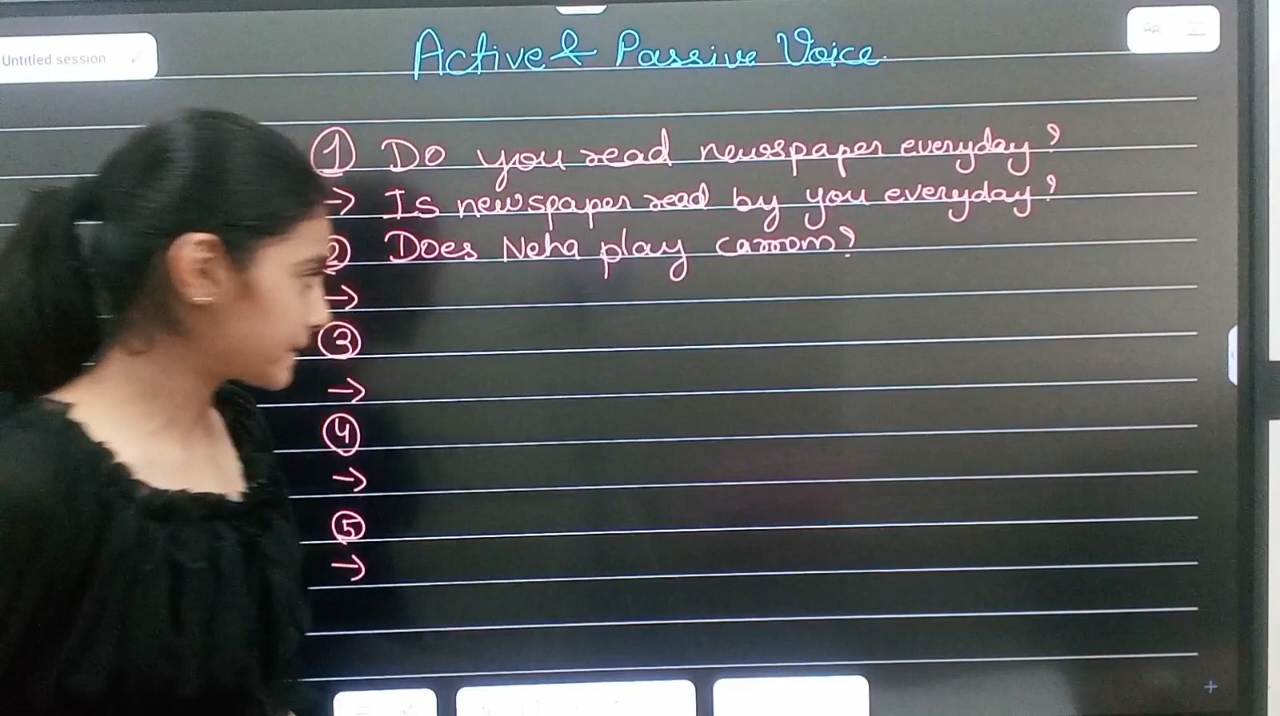 Untitled session
Active & Passive Voice.
① Do you read newspaper everyday?
→ Is newspaper read by you everyday?
② Does Neha play carrom?
→
③
→
④
→
⑤
→